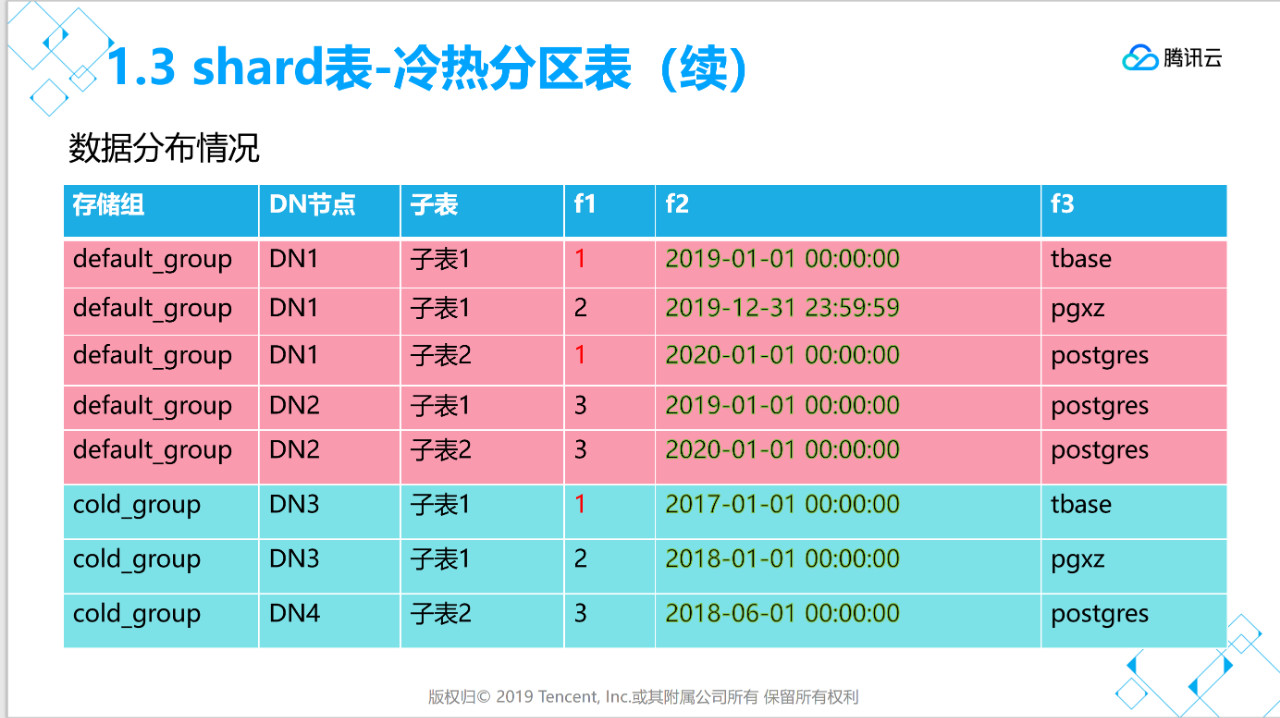 1.3 shard表-冷热分区表（续）
腾讯云
数据分布情况
存储组 DN节点 子表 f1 f2 f3
default_group DN1 子表1 1 2019-01-01 00:00:00 tbase
default_group DN1 子表1 2 2019-12-31 23:59:59 pgxz
default_group DN1 子表2 1 2020-01-01 00:00:00 postgres
default_group DN2 子表1 3 2019-01-01 00:00:00 postgres
default_group DN2 子表2 3 2020-01-01 00:00:00 postgres
cold_group DN3 子表1 1 2017-01-01 00:00:00 tbase
cold_group DN3 子表1 2 2018-01-01 00:00:00 pgxz
cold_group DN4 子表2 3 2018-06-01 00:00:00 postgres
版权归© 2019 Tencent, Inc.或其附属公司所有 保留所有权利